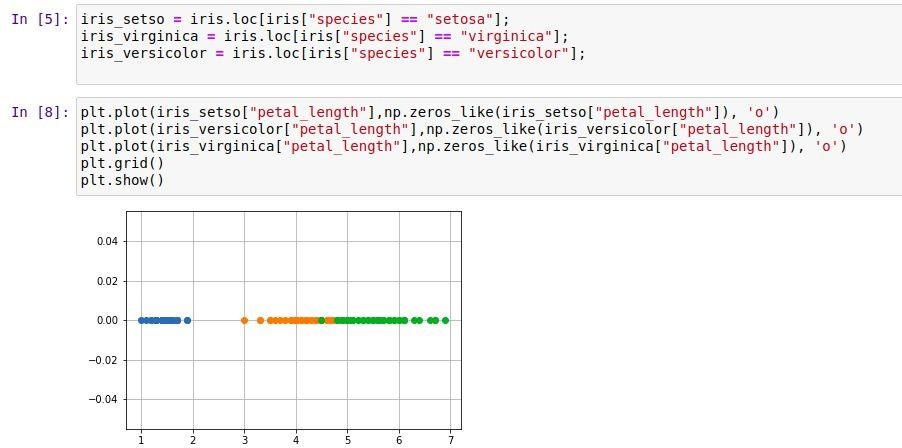 In [5]: iris_setso = iris.loc[iris["species"] == "setosa"];
iris_virginica = iris.loc[iris["species"] == "virginica"];
iris_versicolor = iris.loc[iris["species"] == "versicolor"];
In [8]: plt.plot(iris_setso["petal_length"],np.zeros_like(iris_setso["petal_length"]), 'o')
plt.plot(iris_versicolor["petal_length"],np.zeros_like(iris_versicolor["petal_length"]), 'o')
plt.plot(iris_virginica["petal_length"],np.zeros_like(iris_virginica["petal_length"]), 'o')
plt.grid()
plt.show()
0.04
0.02
0.00
−0.02
−0.04
1 2 3 4 5 6 7